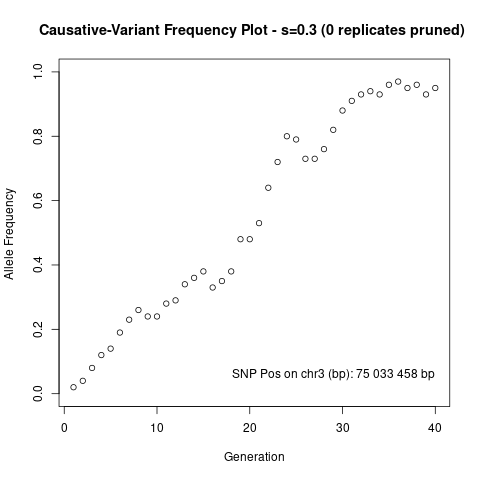 Causative-Variant Frequency Plot - s=0.3 (0 replicates pruned)
Allele Frequency
1.0
0.8
0.6
0.4
0.2
0.0
SNP Pos on chr3 (bp): 75 033 458 bp
0 10 20 30 40
Generation